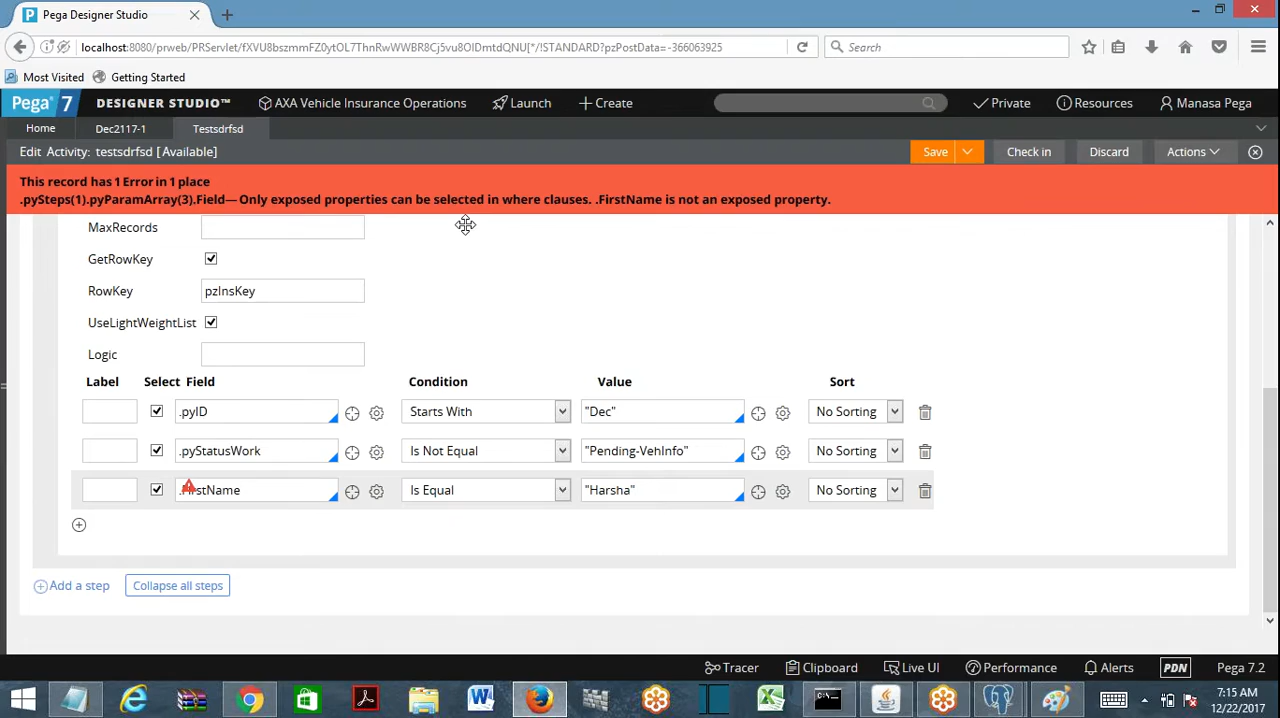 Pega Designer Studio
localhost:8080/prweb/PRServlet/fXVU8bszmmFZ0ytOL7ThnRwWWBR8Cj5vu8OlDmtdQNU[*/!STANDARD?pzPostData=-366063925
Search
Most Visited
Getting Started
Pega 7
DESIGNER STUDIO™
AXA Vehicle Insurance Operations
Launch
Create
Private
Resources
Manasa Pega
Home
Dec2117-1
Testsdrfsd
Edit Activity: testsdrfsd [Available]
Save
Check in
Discard
Actions
This record has 1 Error in 1 place
.pySteps(1).pyParamArray(3).Field— Only exposed properties can be selected in where clauses. .FirstName is not an exposed property.
MaxRecords
GetRowKey
RowKey pzInsKey
UseLightWeightList
Logic
Label Select Field Condition Value Sort
.pyID Starts With "Dec" No Sorting
.pyStatusWork Is Not Equal "Pending-VehInfo" No Sorting
.FirstName Is Equal "Harsha" No Sorting
Add a step
Collapse all steps
Tracer
Clipboard
Live UI
Performance
Alerts
PDN
Pega 7.2
7:15 AM
12/22/2017